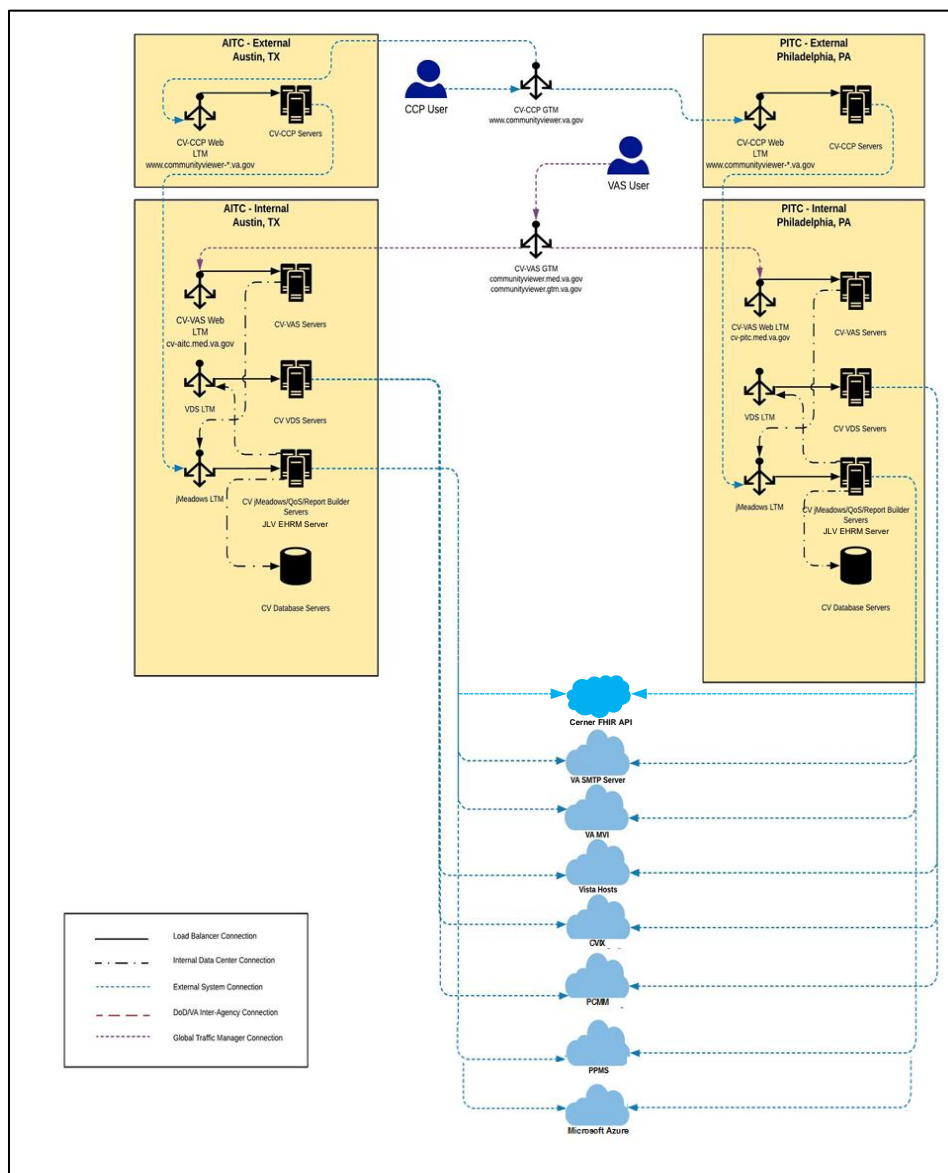 AITC - External
Austin, TX
CV-CCP Web
LTM
www.communityviewer-*.va.gov
CV-CCP Servers
CCP User
CV-CCP GTM
www.communityviewer.va.gov
PITC - External
Philadelphia, PA
CV-CCP Web
LTM
www.communityviewer-*.va.gov
CV-CCP Servers
VAS User
CV-VAS GTM
communityviewer.med.va.gov
communityviewer.gtm.va.gov
AITC - Internal
Austin, TX
CV-VAS Web
LTM
cv-aitc.med.va.gov
CV-VAS Servers
VDS LTM
CV VDS Servers
jMeadows LTM
CV jMeadows/QoS/Report Builder
Servers
JLV EHRM Server
CV Database Servers
PITC - Internal
Philadelphia, PA
CV-VAS Web LTM
cv-pitc.med.va.gov
CV-VAS Servers
VDS LTM
CV VDS Servers
jMeadows LTM
CV jMeadows/QoS/Report Builder
Servers
JLV EHRM Server
CV Database Servers
Cerner FHIR API
VA SMTP Server
VA MVI
Vista Hosts
CVIX
PCMM
PPMS
Microsoft Azure
Load Balancer Connection
Internal Data Center Connection
External System Connection
DoD/VA Inter-Agency Connection
Global Traffic Manager Connection